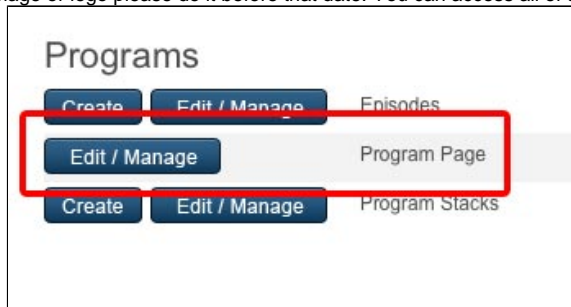 Programs
Create Edit / Manage Episodes
Edit / Manage Program Page
Create Edit / Manage Program Stacks